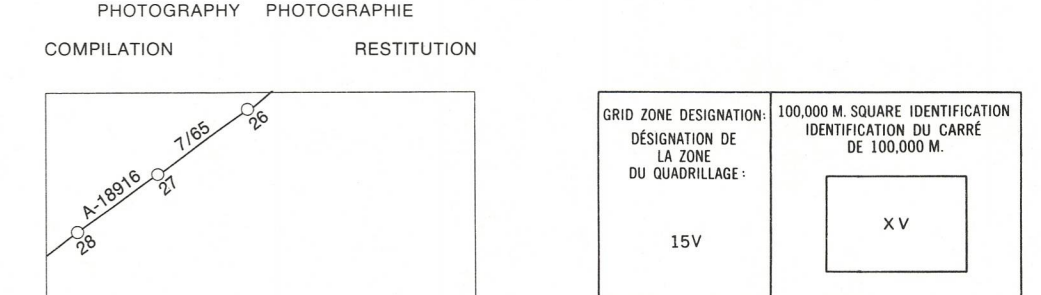 PHOTOGRAPHY PHOTOGRAPHIE
COMPILATION RESTITUTION
26
7/65
27
A-18916
28
GRID ZONE DESIGNATION:
DÉSIGNATION DE
LA ZONE
DU QUADRILLAGE :
15V
100,000 M. SQUARE IDENTIFICATION
IDENTIFICATION DU CARRÉ
DE 100,000 M.
XV